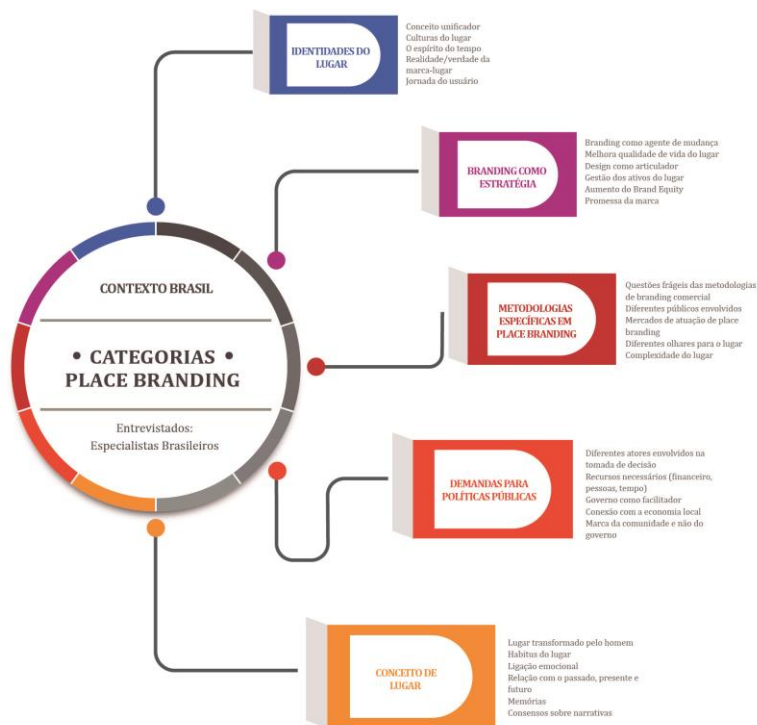 IDENTIDADES DO
LUGAR
Conceito unificador
Culturas do lugar
O espírito do tempo
Realidade/verdade da
marca-lugar
Jornada do usuário
BRANDING COMO
ESTRATÉGIA
Branding como agente de mudança
Melhora qualidade de vida do lugar
Design como articulador
Gestão dos ativos do lugar
Aumento do Brand Equity
Promessa da marca
CONTEXTO BRASIL
• CATEGORIAS •
PLACE BRANDING
Entrevistados:
Especialistas Brasileiros
METODOLOGIAS
ESPECÍFICAS EM
PLACE BRANDING
Questões frágeis das metodologias
de branding comercial
Diferentes públicos envolvidos
Mercados de atuação de place
branding
Diferentes olhares para o lugar
Complexidade do lugar
DEMANDAS PARA
POLÍTICAS PÚBLICAS
Diferentes atores envolvidos na
tomada de decisão
Recursos necessários (financeiro,
pessoas, tempo)
Governo como facilitador
Conexão com a economia local
Marca da comunidade e não do
governo
CONCEITO DE
LUGAR
Lugar transformado pelo homem
Habitus do lugar
Ligação emocional
Relação com o passado, presente e
futuro
Memórias
Consensos sobre narrativas